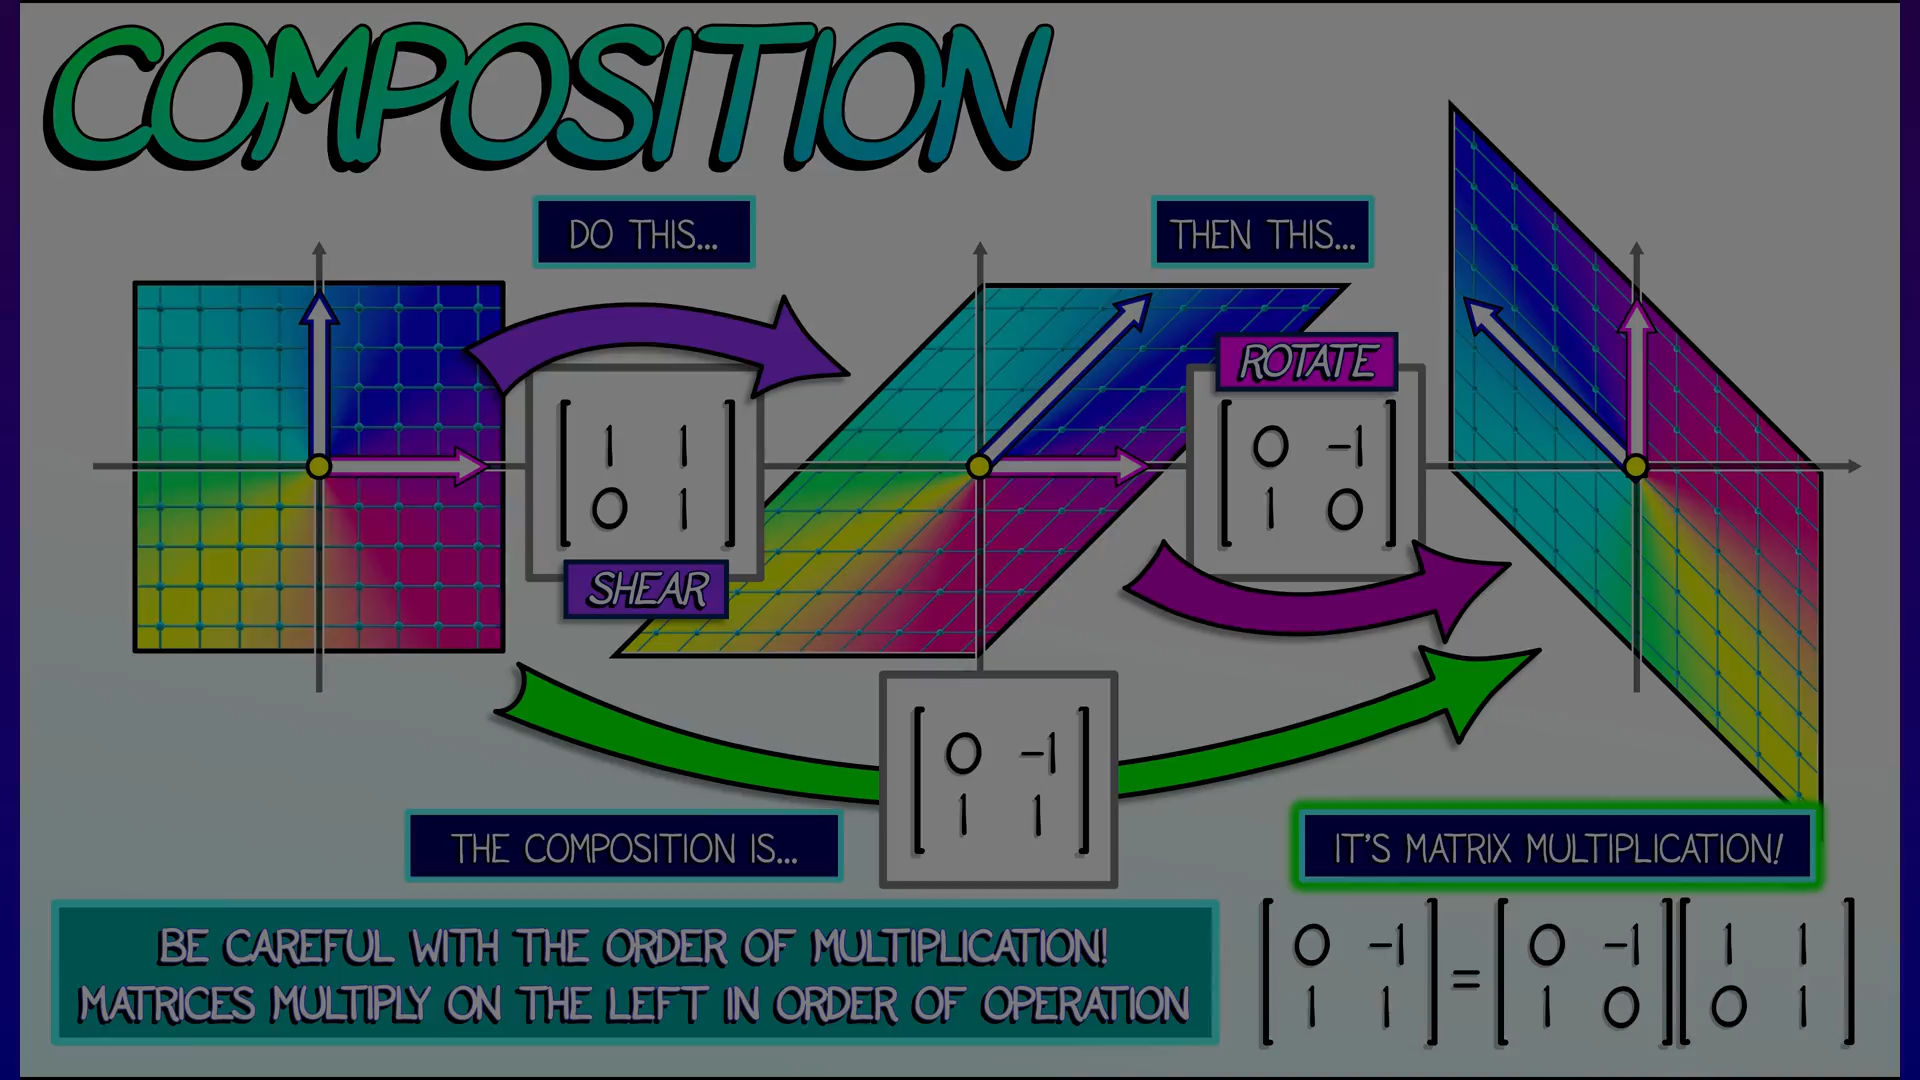 COMPOSITION
DO THIS...
THEN THIS...
ROTATE
1 1
0 1
0 -1
1 0
SHEAR
0 -1
1 1
THE COMPOSITION IS...
IT'S MATRIX MULTIPLICATION!
BE CAREFUL WITH THE ORDER OF MULTIPLICATION!
MATRICES MULTIPLY ON THE LEFT IN ORDER OF OPERATION
[0 -1] = [0 -1][1 1]
[1 1] [1 0][0 1]